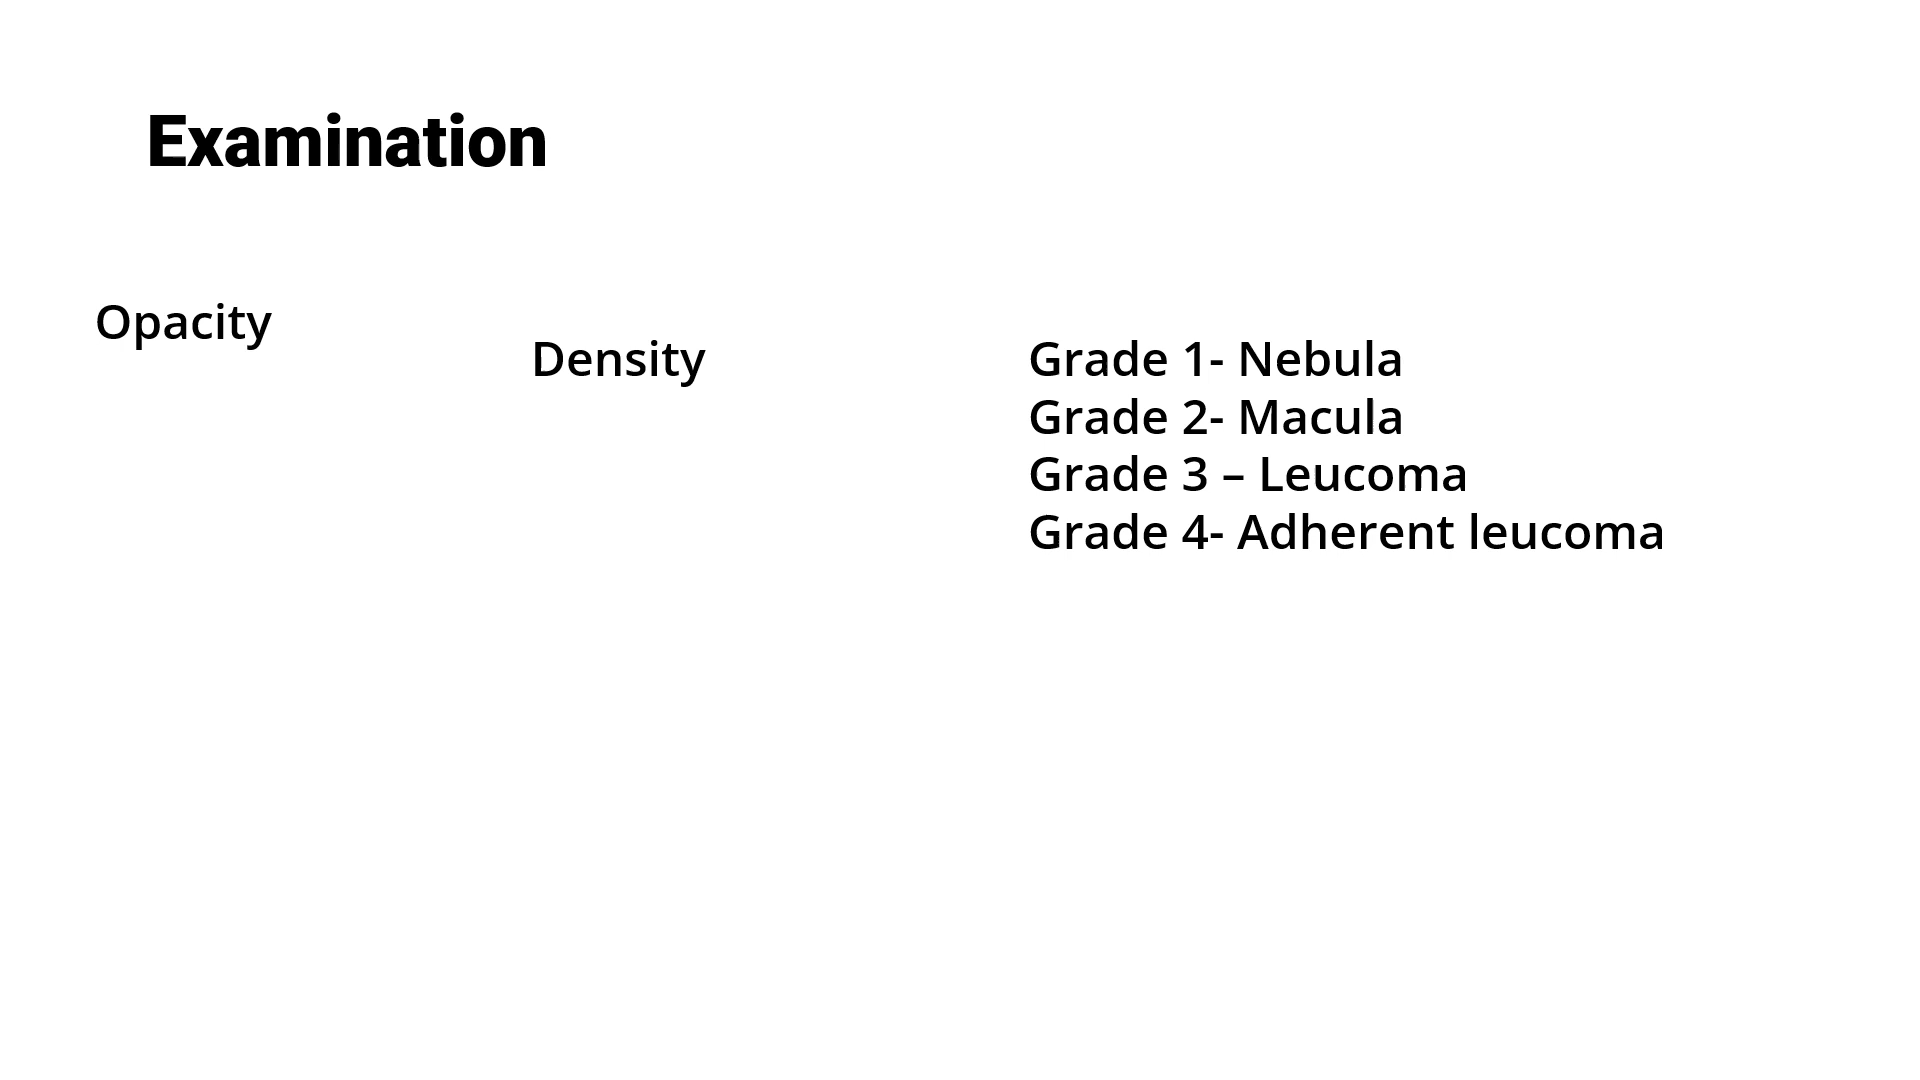 Examination
Opacity
Density
Grade 1- Nebula
Grade 2- Macula
Grade 3 – Leucoma
Grade 4- Adherent leucoma